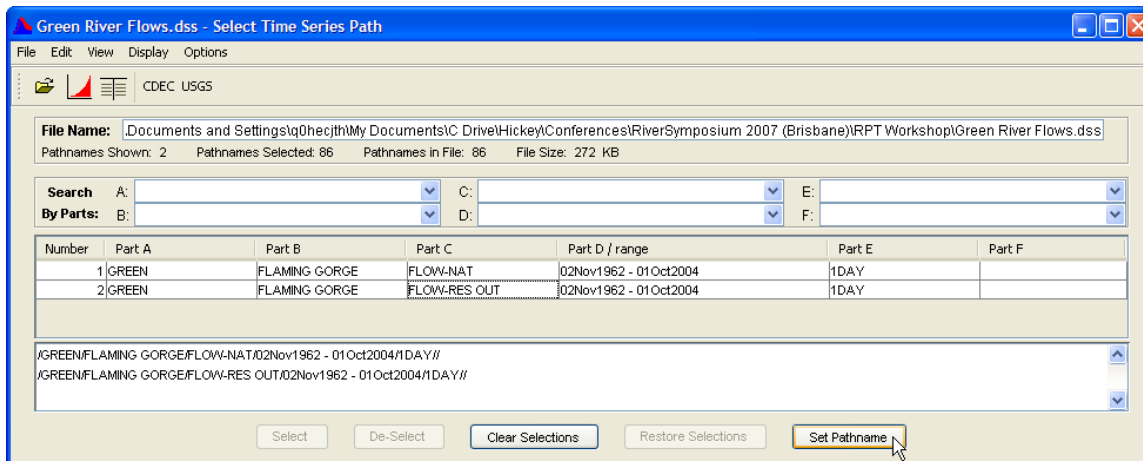 Green River Flows.dss - Select Time Series Path
File Edit View Display Options
CDEC USGS
File Name: .Documents and Settings\q0hecjth\My Documents\C Drive\Hickey\Conferences\RiverSymposium 2007 (Brisbane)\RPT Workshop\Green River Flows.dss
Pathnames Shown: 2 Pathnames Selected: 86 Pathnames in File: 86 File Size: 272 KB
Search A: C: E:
By Parts: B: D: F:
Number Part A Part B Part C Part D / range Part E Part F
1 GREEN FLAMING GORGE FLOW-NAT 02Nov1962 - 01Oct2004 1DAY
2 GREEN FLAMING GORGE FLOW-RES OUT 02Nov1962 - 01Oct2004 1DAY
/GREEN/FLAMING GORGE/FLOW-NAT/02Nov1962 - 01Oct2004/1DAY//
/GREEN/FLAMING GORGE/FLOW-RES OUT/02Nov1962 - 01Oct2004/1DAY//
Select De-Select Clear Selections Restore Selections Set Pathname